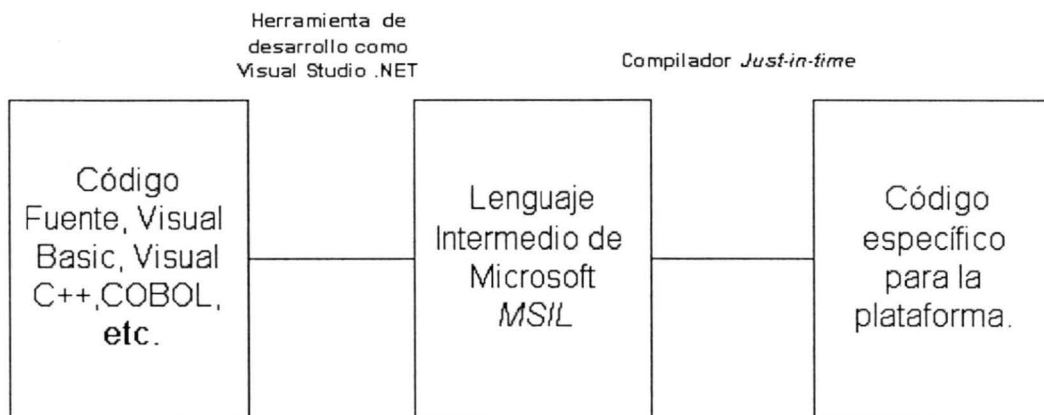 Herramienta de
desarrollo como
Visual Studio .NET
Compilador Just-in-time
Código
Fuente, Visual
Basic, Visual
C++,COBOL,
etc.
Lenguaje
Intermedio de
Microsoft
MSIL
Código
específico
para la
plataforma.